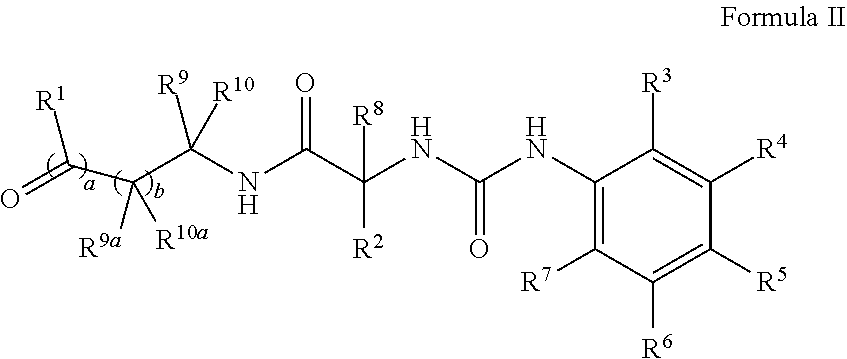 Formula II
R9 R10 O R8 H N H N R3
R1 R4
O ( )a ( )b N H O
R9a R10a R2 R7 R5
R6